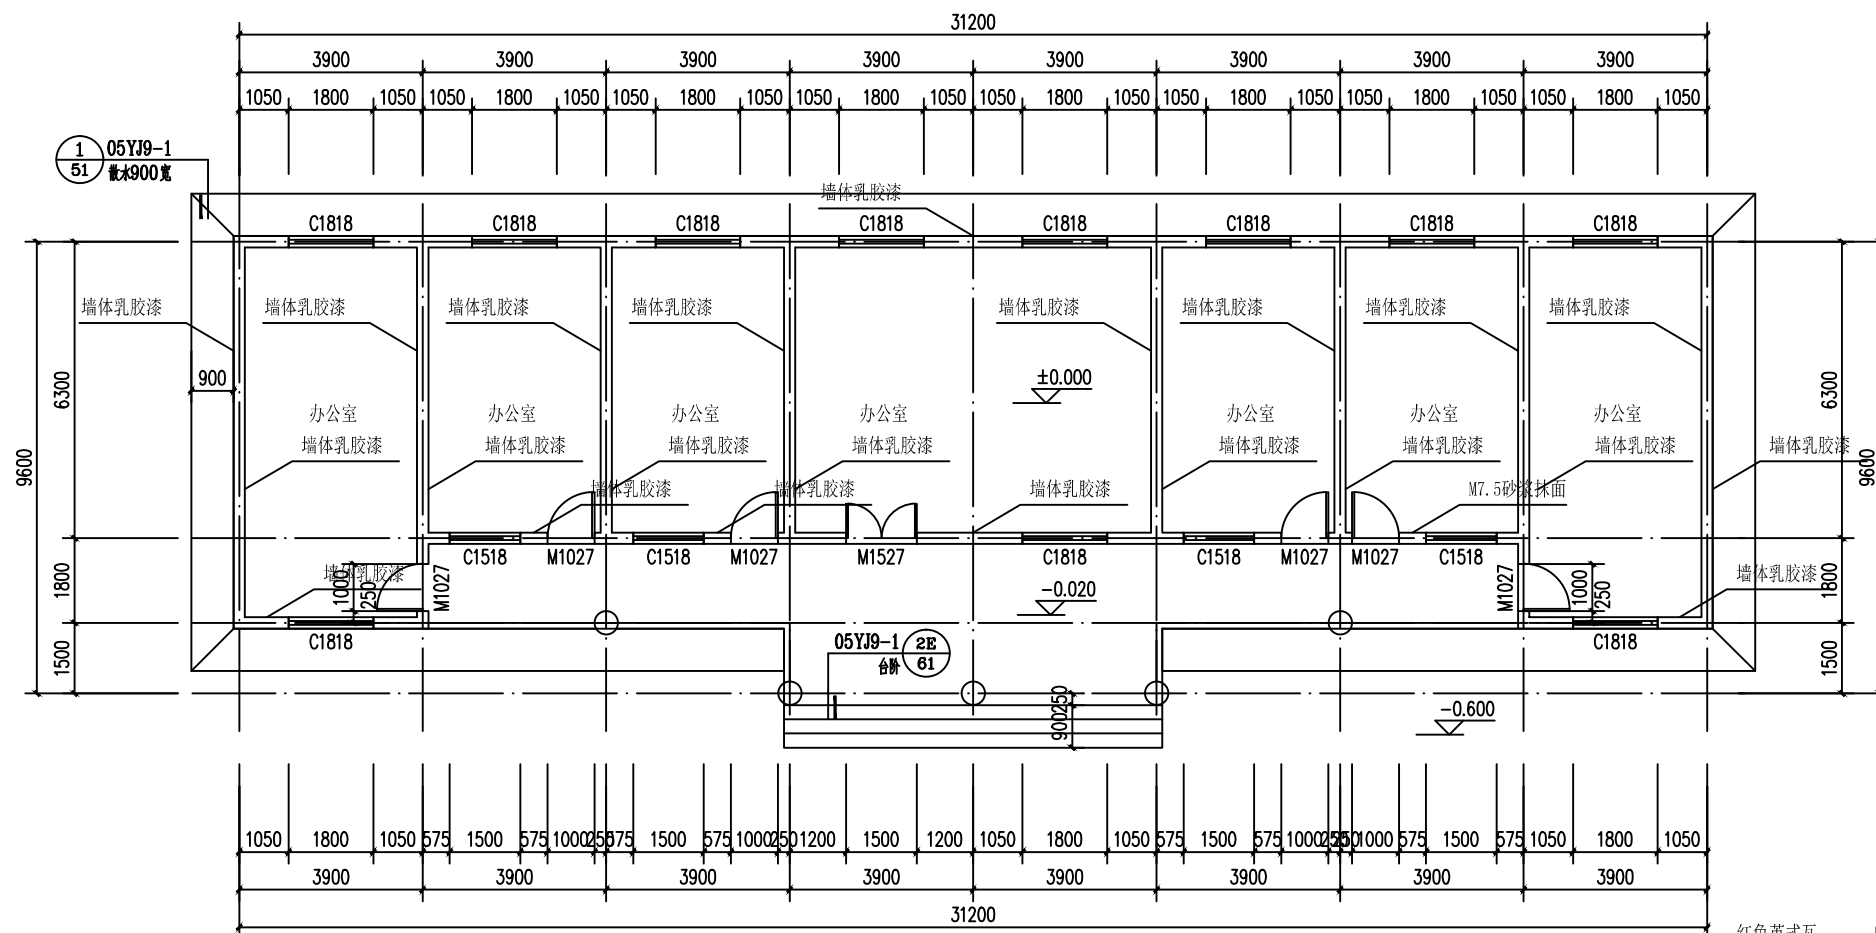 31200
3900 3900 3900 3900 3900 3900 3900 3900
1050 1800 1050 1050 1800 1050 1050 1800 1050 1050 1800 1050 1050 1800 1050 1050 1800 1050 1050 1800 1050 1050 1800 1050
1 05YJ9-1
51 散水900宽
墙体乳胶漆
C1818 C1818 C1818 C1818 C1818 C1818 C1818 C1818
墙体乳胶漆 墙体乳胶漆 墙体乳胶漆 墙体乳胶漆 墙体乳胶漆 墙体乳胶漆 墙体乳胶漆 墙体乳胶漆
900 ±0.000
6300 6300
办公室 办公室 办公室 办公室 办公室 办公室 办公室
墙体乳胶漆 墙体乳胶漆 墙体乳胶漆 墙体乳胶漆 墙体乳胶漆 墙体乳胶漆 墙体乳胶漆 墙体乳胶漆
9600 9600
墙体乳胶漆 墙体乳胶漆 墙体乳胶漆 M7.5砂浆抹面
C1518 M1027 C1518 M1027 M1527 C1818 C1518 M1027 M1027 C1518
墙体乳胶漆 墙体乳胶漆
1800 1000 250 M1027 -0.020 M1027 1000 250 1800
C1818 C1818
05YJ9-1 2E
台阶 61
1500 1500
250
900
-0.600
1050 1800 1050 575 1500 575 1000 250 575 1500 575 1000 250 1200 1500 1200 1050 1800 1050 575 1500 575 1000 250 250 1000 575 1500 575 1050 1800 1050
3900 3900 3900 3900 3900 3900 3900 3900
31200
红色英式瓦